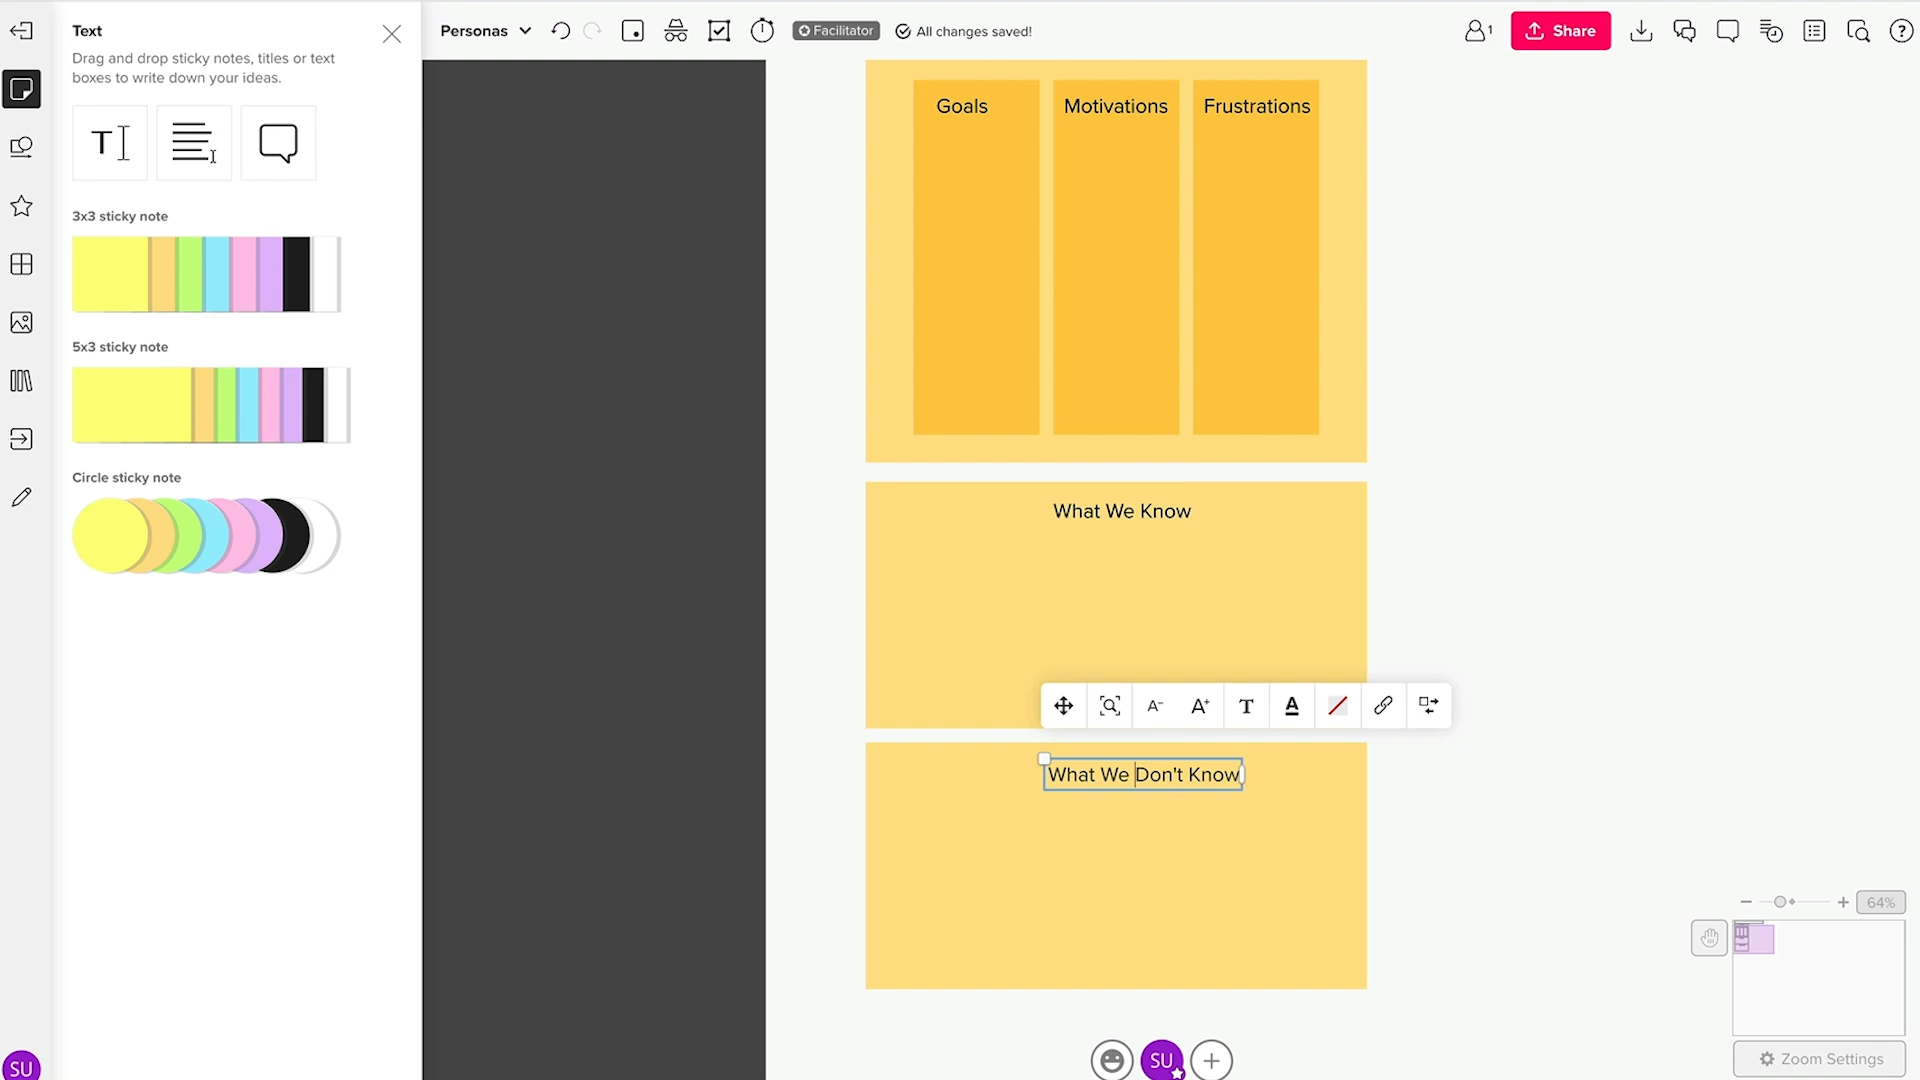 Text
Drag and drop sticky notes, titles or text
boxes to write down your ideas.
T
3x3 sticky note
5x3 sticky note
Circle sticky note
SU
Personas
Facilitator
All changes saved!
1
Share
?
Goals
Motivations
Frustrations
What We Know
A-
A+
T
A
What We Don't Know
SU
64%
Zoom Settings